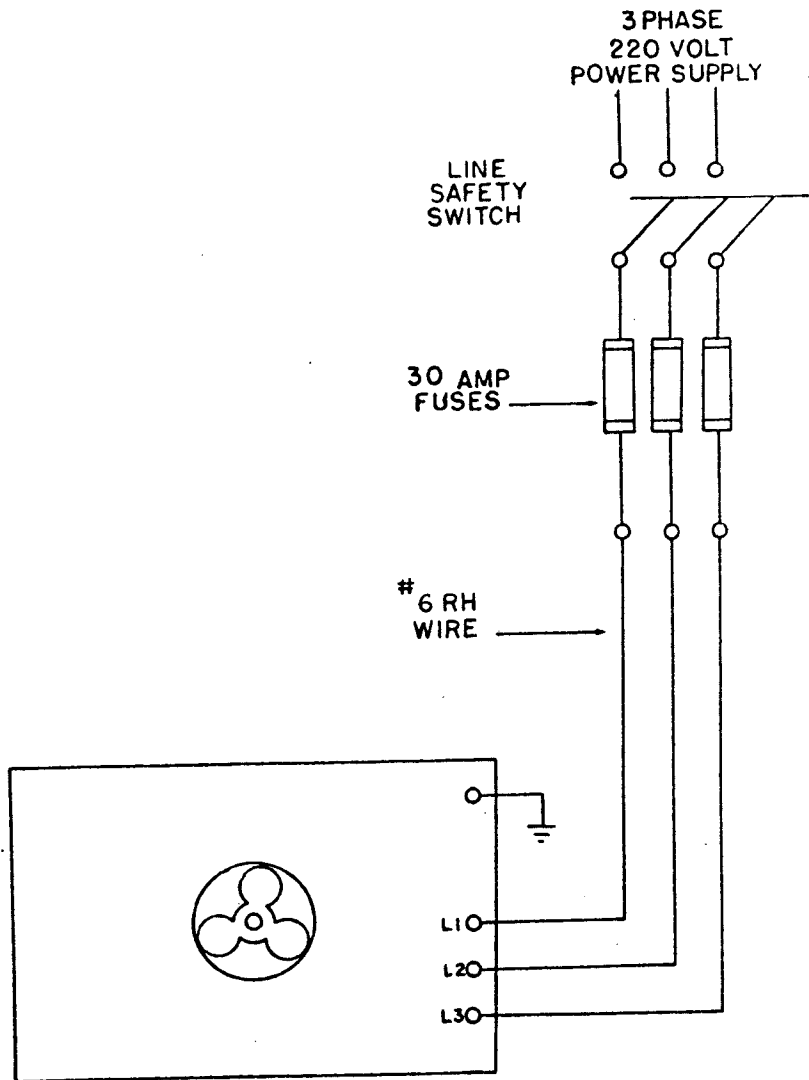 3 PHASE
220 VOLT
POWER SUPPLY
LINE
SAFETY
SWITCH
30 AMP
FUSES
# 6 RH
WIRE
L1
L2
L3